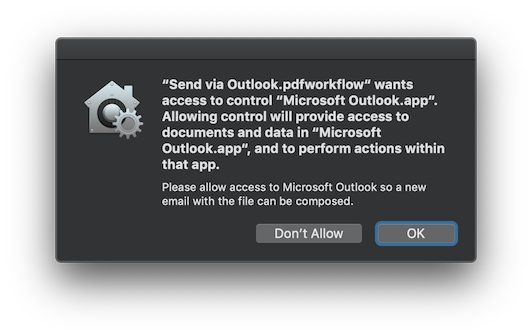 “Send via Outlook.pdfworkflow” wants
access to control “Microsoft Outlook.app”.
Allowing control will provide access to
documents and data in “Microsoft
Outlook.app”, and to perform actions within
that app.
Please allow access to Microsoft Outlook so a new
email with the file can be composed.
Don’t Allow
OK